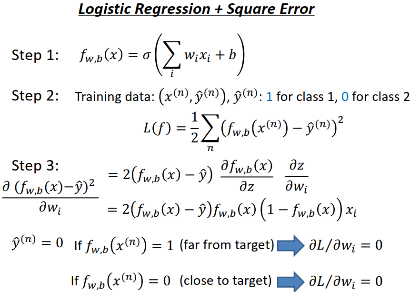 Logistic Regression + Square Error
Step 1: f_{w,b}(x) = σ(∑_i w_i x_i + b)
Step 2: Training data: (x^{(n)}, ŷ^{(n)}), ŷ^{(n)}: 1 for class 1, 0 for class 2
L(f) = 1/2 ∑_n (f_{w,b}(x^{(n)}) − ŷ^{(n)})^2
Step 3:
∂ (f_{w,b}(x)−ŷ)^2 / ∂w_i = 2(f_{w,b}(x) − ŷ) ∂f_{w,b}(x)/∂z ∂z/∂w_i
= 2(f_{w,b}(x) − ŷ)f_{w,b}(x)(1 − f_{w,b}(x))x_i
ŷ^{(n)} = 0 If f_{w,b}(x^{(n)}) = 1 (far from target) ∂L/∂w_i = 0
If f_{w,b}(x^{(n)}) = 0 (close to target) ∂L/∂w_i = 0